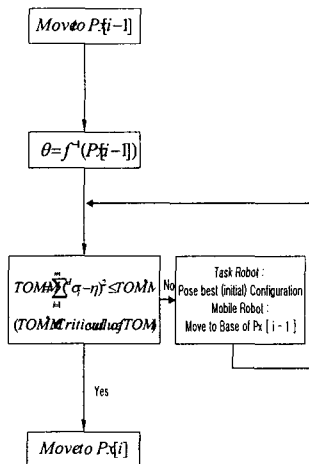 Move to Px[i-1]
θ=f⁻¹(Px[i-1])
No
Task Robot :
Pose best (initial) Configuration
Mobile Robot :
Move to Base of Px [ i - 1 ]
Yes
Move to Px[i]